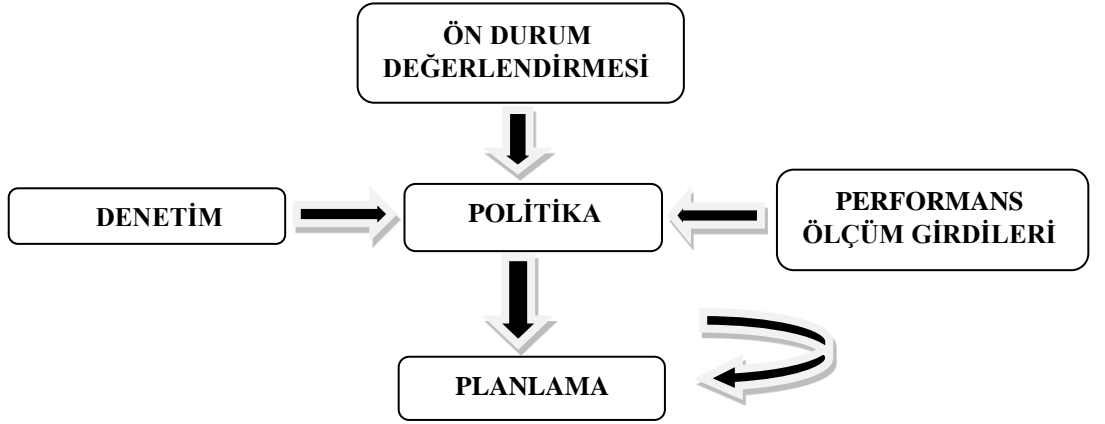 ÖN DURUM
DEĞERLENDİRMESİ
DENETİM
POLİTİKA
PERFORMANS
ÖLÇÜM GİRDİLERİ
PLANLAMA